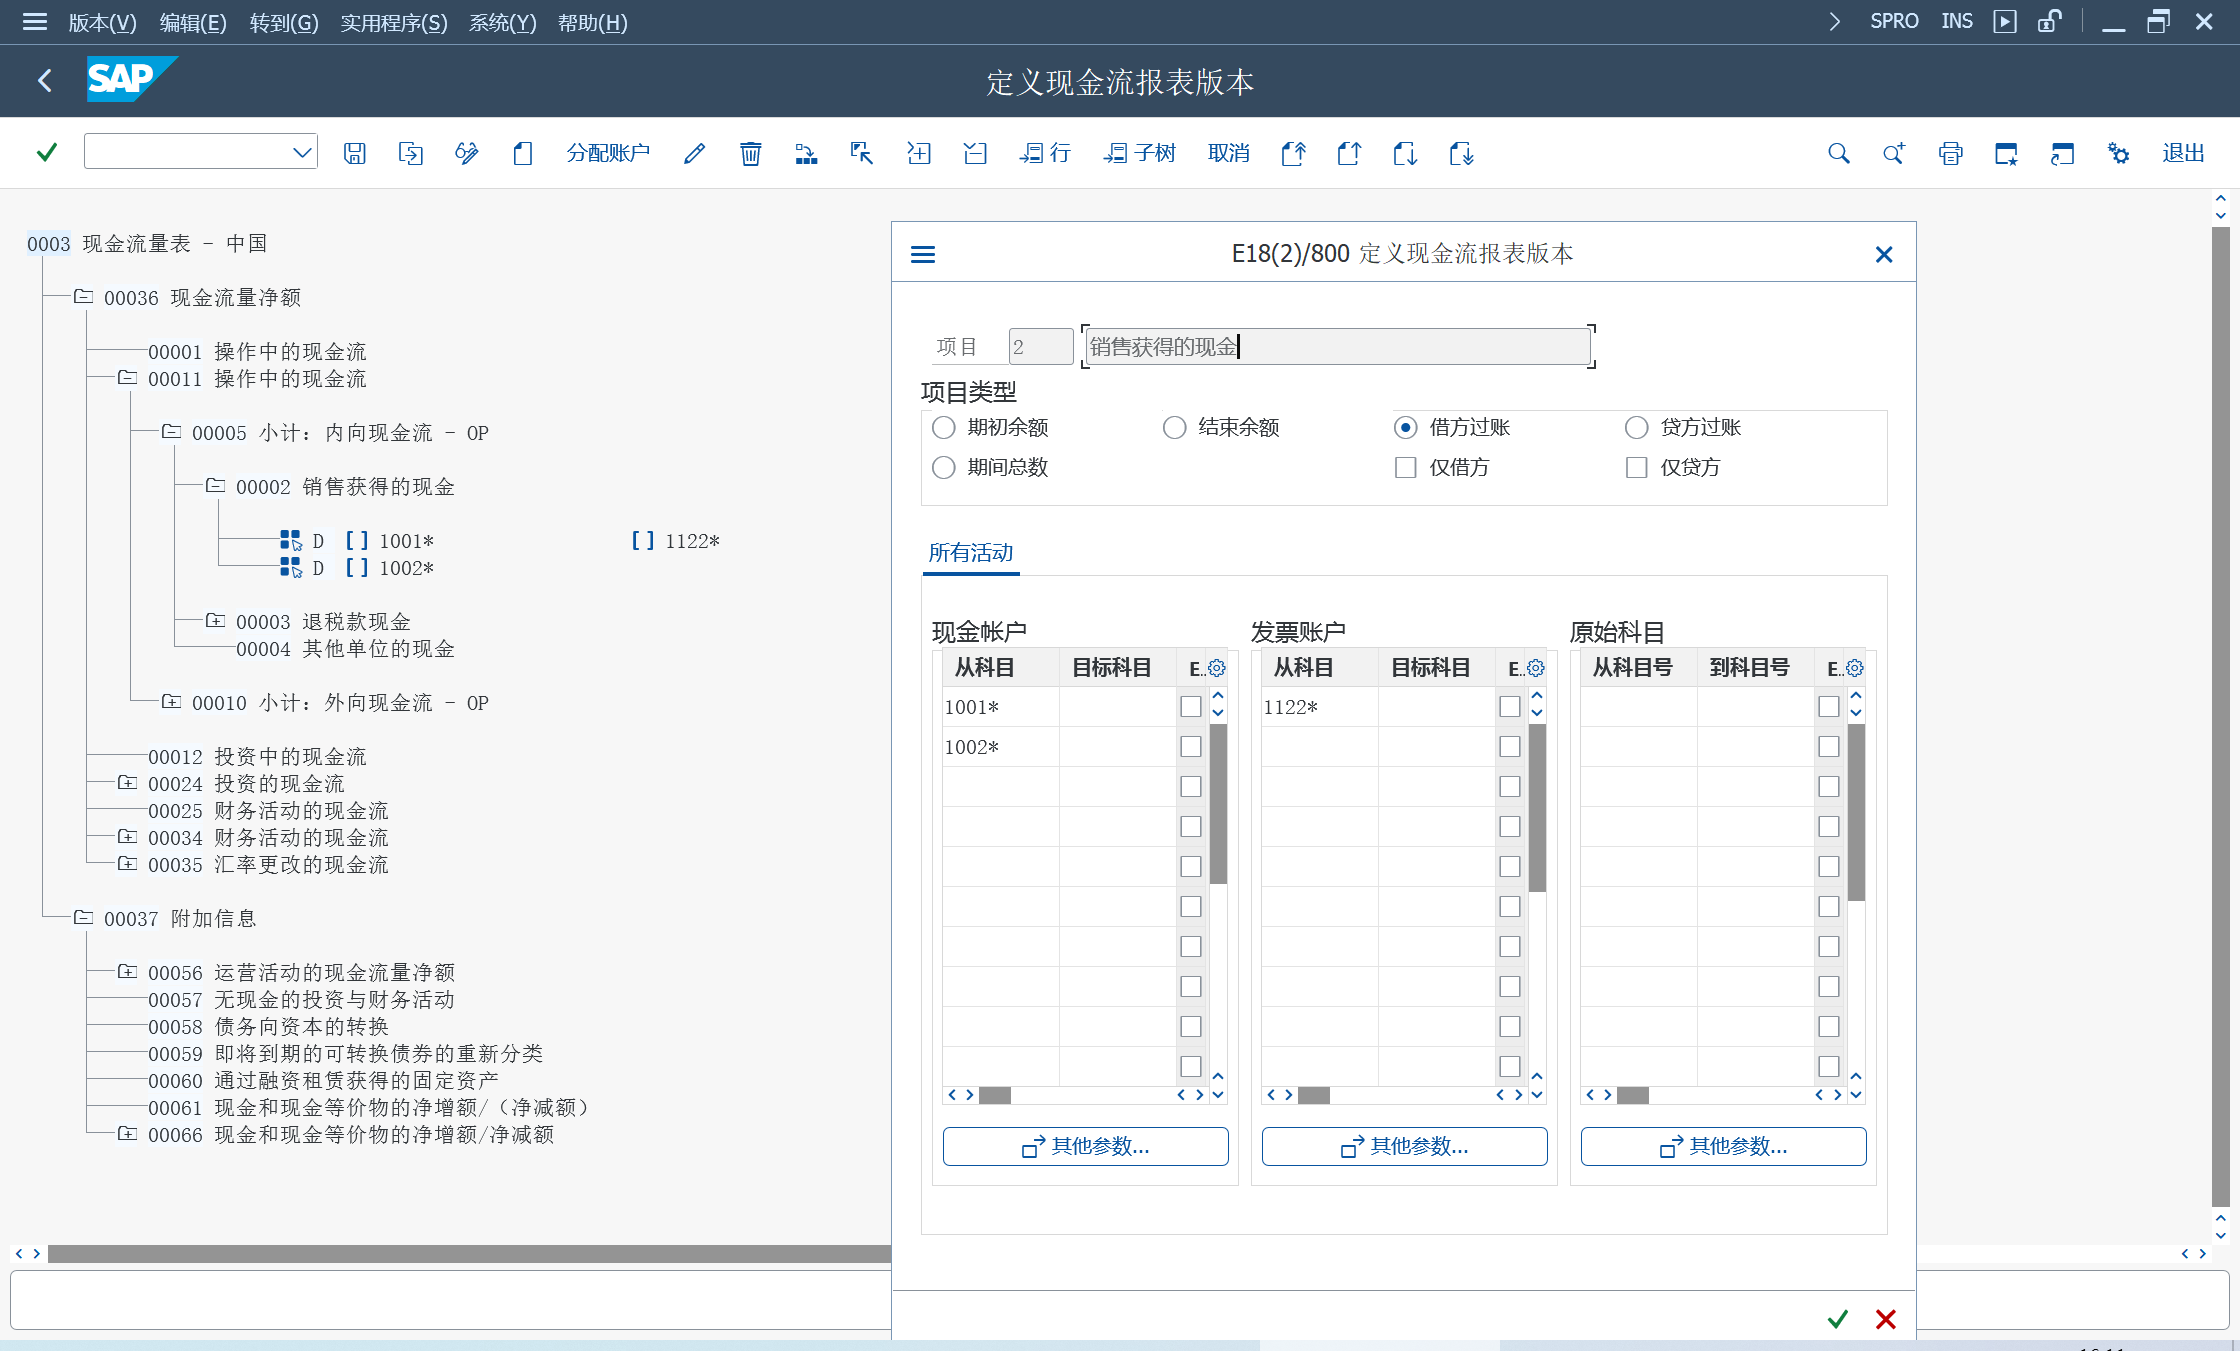 版本(V) 编辑(E) 转到(G) 实用程序(S) 系统(Y) 帮助(H) SPRO INS
SAP 定义现金流报表版本
分配账户 行 子树 取消 退出
0003 现金流量表 - 中国
00036 现金流量净额
00001 操作中的现金流
00011 操作中的现金流
00005 小计: 内向现金流 - OP
00002 销售获得的现金
D [ ] 1001* [ ] 1122*
D [ ] 1002*
00003 退税款现金
00004 其他单位的现金
00010 小计: 外向现金流 - OP
00012 投资中的现金流
00024 投资的现金流
00025 财务活动的现金流
00034 财务活动的现金流
00035 汇率更改的现金流
00037 附加信息
00056 运营活动的现金流量净额
00057 无现金的投资与财务活动
00058 债务向资本的转换
00059 即将到期的可转换债券的重新分类
00060 通过融资租赁获得的固定资产
00061 现金和现金等价物的净增额/（净减额）
00066 现金和现金等价物的净增额/净减额
E18(2)/800 定义现金流报表版本
项目 2 销售获得的现金
项目类型
期初余额 结束余额 借方过账 贷方过账
期间总数 仅借方 仅贷方
所有活动
现金帐户 发票账户 原始科目
从科目 目标科目 E.. 从科目 目标科目 E.. 从科目号 到科目号 E..
1001* 1122*
1002*
其他参数... 其他参数... 其他参数...